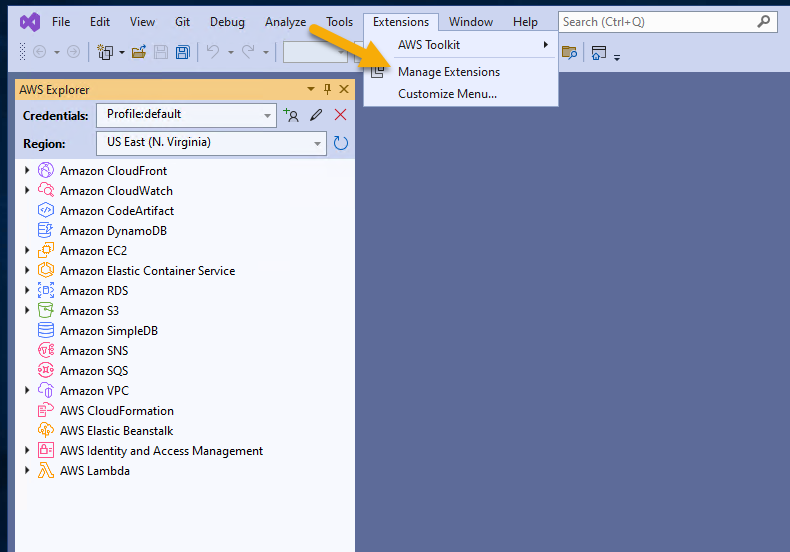 File Edit View Git Debug Analyze Tools Extensions Window Help Search (Ctrl+Q)
AWS Toolkit
Manage Extensions
Customize Menu...
AWS Explorer
Credentials: Profile:default
Region: US East (N. Virginia)
Amazon CloudFront
Amazon CloudWatch
Amazon CodeArtifact
Amazon DynamoDB
Amazon EC2
Amazon Elastic Container Service
Amazon RDS
Amazon S3
Amazon SimpleDB
Amazon SNS
Amazon SQS
Amazon VPC
AWS CloudFormation
AWS Elastic Beanstalk
AWS Identity and Access Management
AWS Lambda